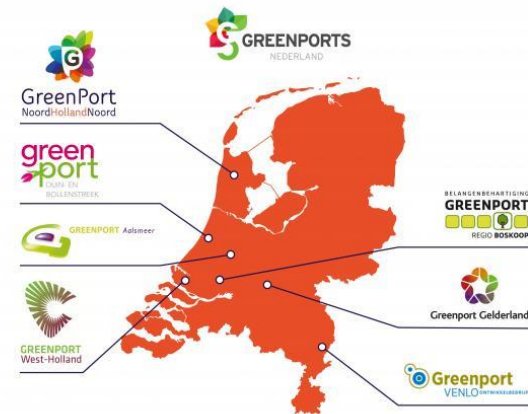 GREENPORTS
NEDERLAND
G
GreenPort
NoordHollandNoord
green
port
DUIN- EN
BOLLENSTREEK
GREENPORT Aalsmeer
GREENPORT
West-Holland
BELANGENBEHARTIGING
GREENPORT
REGIO BOSKOOP
Greenport Gelderland
Greenport
VENLO ONTWIKKELBEDRIJF